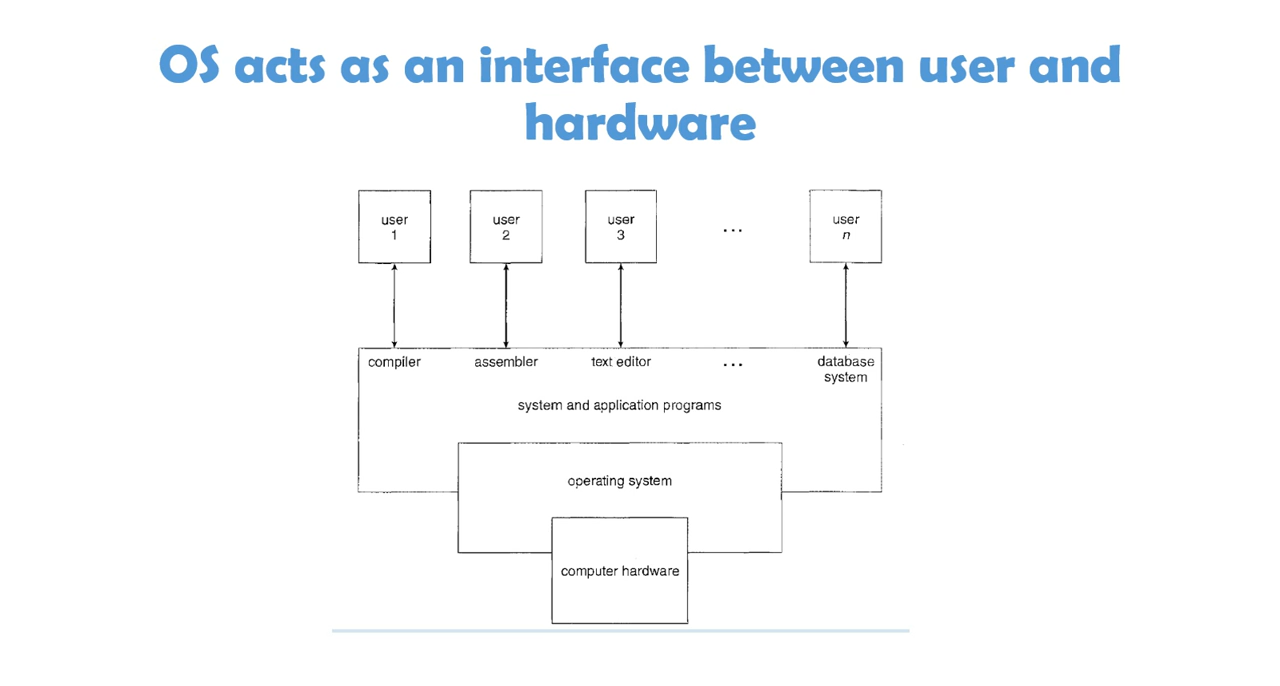 OS acts as an interface between user and
hardware
user
1
user
2
user
3
...
user
n
compiler
assembler
text editor
...
database
system
system and application programs
operating system
computer hardware